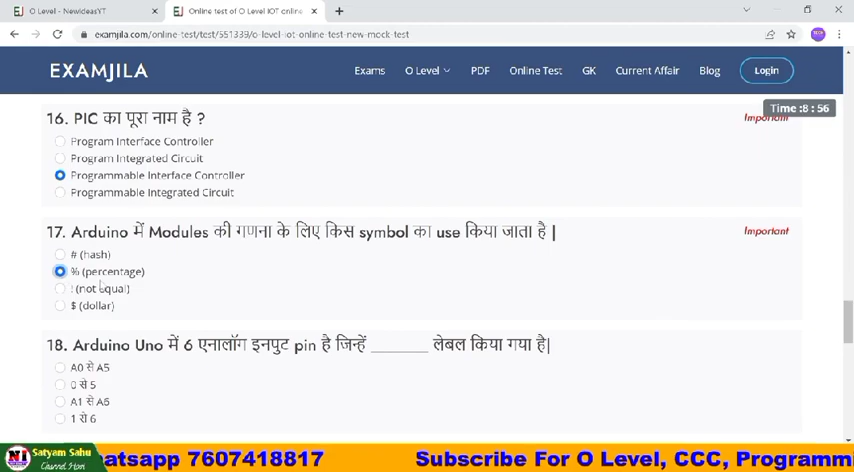 O Level - NewideasYT
Online test of O Level IOT online
examjila.com/online-test/test/551339/o-level-iot-online-test-new-mock-test
EXAMJILA
Exams
O Level
PDF
Online Test
GK
Current Affair
Blog
Login
Time :8 : 56
16. PIC का पूरा नाम है ?
Important
Program Interface Controller
Program Integrated Circuit
Programmable Interface Controller
Programmable Integrated Circuit
17. Arduino में Modules की गणना के लिए किस symbol का use किया जाता है |
Important
# (hash)
% (percentage)
! (not equal)
$ (dollar)
18. Arduino Uno में 6 एनालॉग इनपुट pin है जिन्हें _______ लेबल किया गया है|
A0 से A5
0 से 5
A1 से A6
1 से 6
Satyam Sahu
hatsapp 7607418817
Subscribe For O Level, CCC, Programm